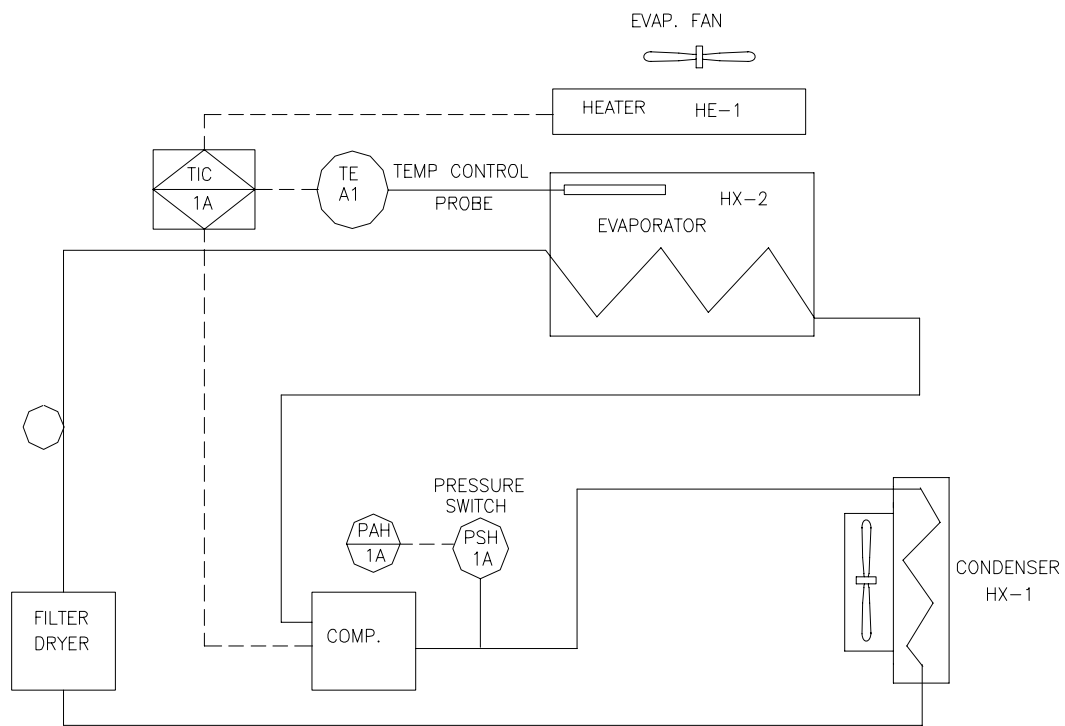 EVAP. FAN
HEATER HE-1
TIC
1A
TE
A1
TEMP CONTROL
PROBE
HX-2
EVAPORATOR
PRESSURE
SWITCH
PAH
1A
PSH
1A
CONDENSER
HX-1
FILTER
DRYER
COMP.